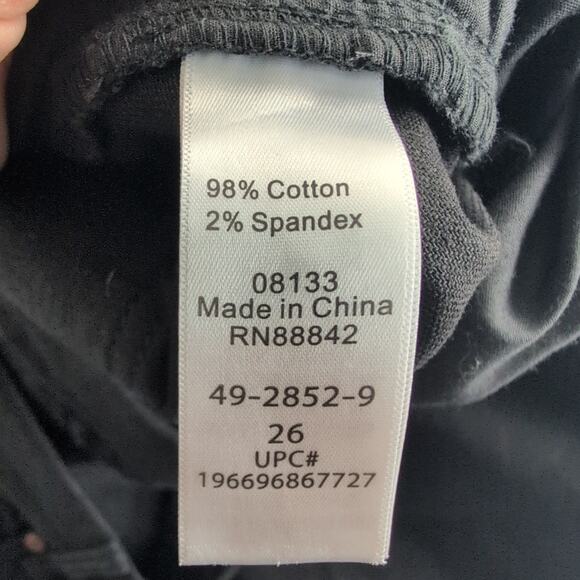 98% Cotton
2% Spandex
08133
Made in China
RN88842
49-2852-9
26
UPC#
196696867727